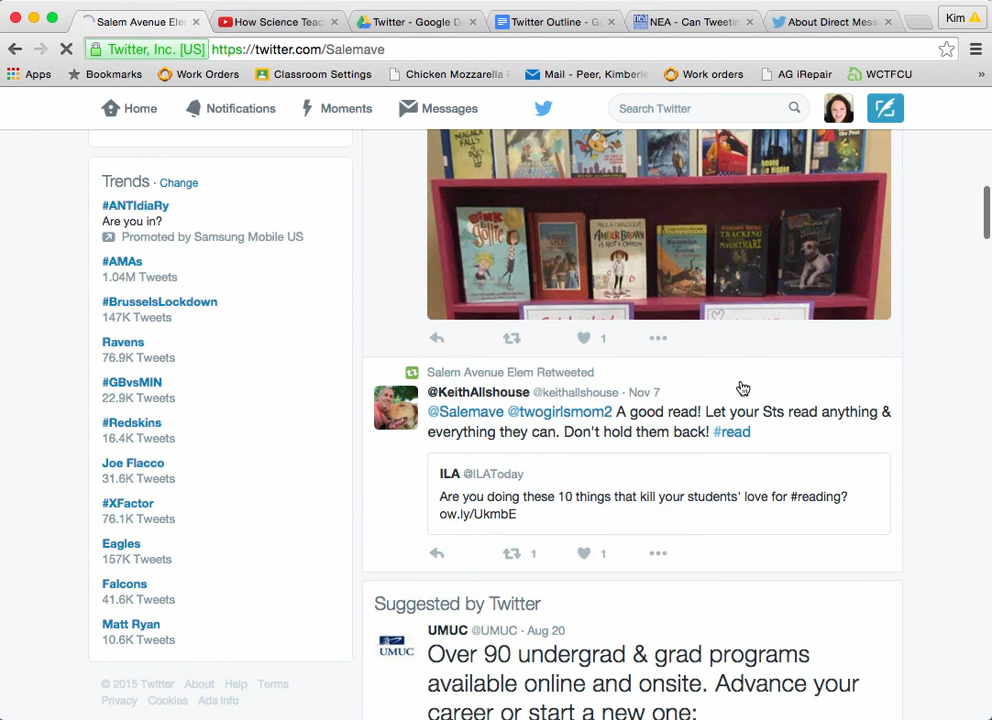 Salem Avenue Ele
How Science Teac
Twitter - Google D
Twitter Outline - G
NEA - Can Tweetin
About Direct Mess
Kim
Twitter, Inc. [US] https://twitter.com/Salemave
Apps
Bookmarks
Work Orders
Classroom Settings
Chicken Mozzarella
Mail - Peer, Kimberle
Work orders
AG iRepair
WCTFCU
»
Home
Notifications
Moments
Messages
Search Twitter
Trends · Change
#ANTIdiaRy
Are you in?
Promoted by Samsung Mobile US
#AMAs
1.04M Tweets
#BrusselsLockdown
147K Tweets
Ravens
76.9K Tweets
#GBvsMIN
22.9K Tweets
#Redskins
16.4K Tweets
Joe Flacco
31.6K Tweets
#XFactor
76.1K Tweets
Eagles
157K Tweets
Falcons
41.6K Tweets
Matt Ryan
10.6K Tweets
© 2015 Twitter About Help Terms
Privacy Cookies Ads info
AMBER BROWN
IS NOT A CRAYON
TRACKING
NIGHTMARE
1
Salem Avenue Elem Retweeted
@KeithAllshouse @keithallshouse · Nov 7
@Salemave @twogirlsmom2 A good read! Let your Sts read anything &
everything they can. Don't hold them back! #read
ILA @ILAToday
Are you doing these 10 things that kill your students' love for #reading?
ow.ly/UkmbE
1
1
Suggested by Twitter
UMUC
UMUC @UMUC · Aug 20
Over 90 undergrad & grad programs
available online and onsite. Advance your
career or start a new one: